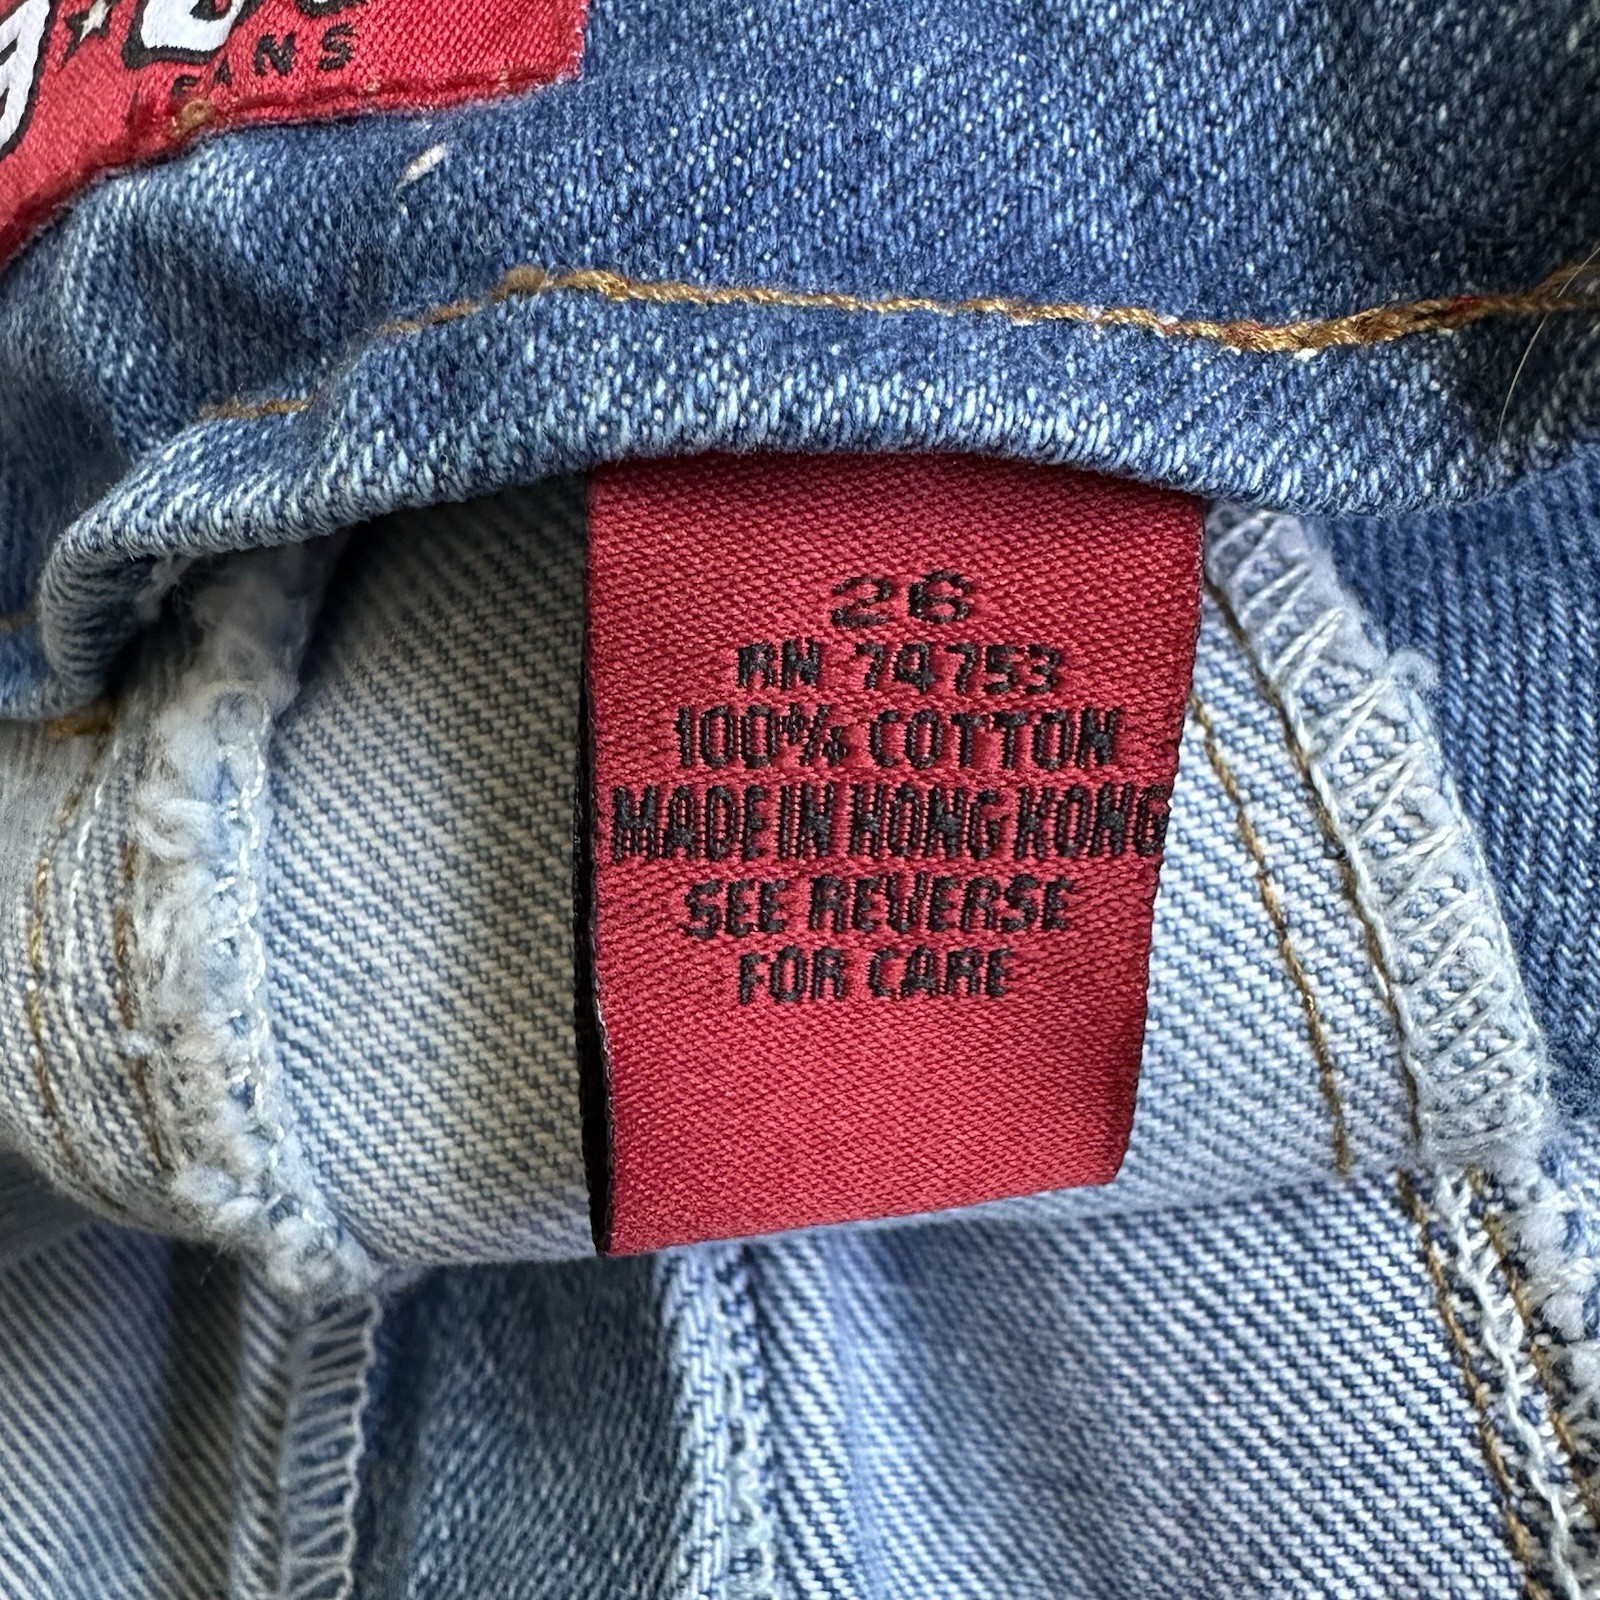 26
RN 74753
100% COTTON
MADE IN HONG KONG
SEE REVERSE
FOR CARE